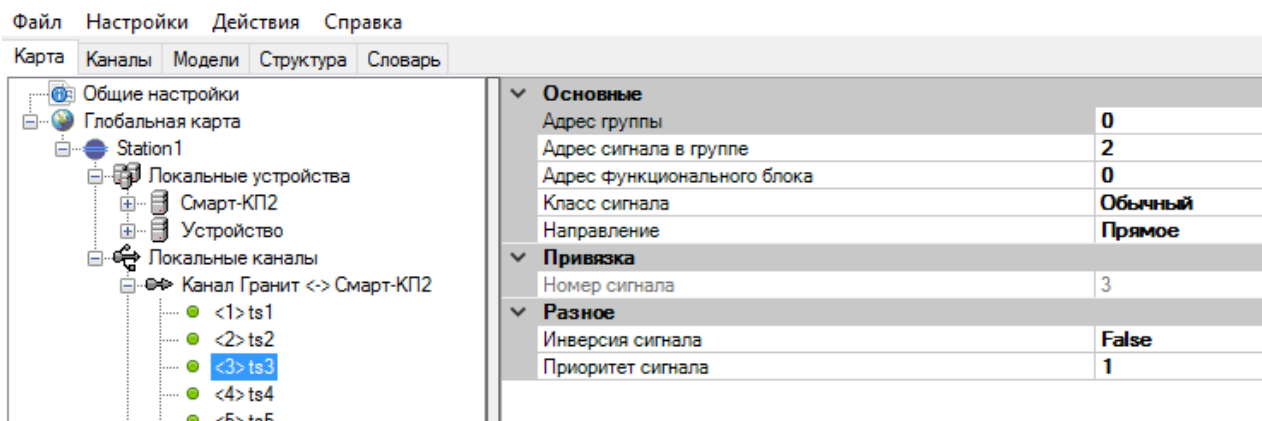 Файл Настройки Действия Справка
Карта Каналы Модели Структура Словарь
Общие настройки
Глобальная карта
Station1
Локальные устройства
Смарт-КП2
Устройство
Локальные каналы
Канал Гранит <-> Смарт-КП2
<1> ts1
<2> ts2
<3> ts3
<4> ts4
<5> ts5
Основные
Адрес группы 0
Адрес сигнала в группе 2
Адрес функционального блока 0
Класс сигнала Обычный
Направление Прямое
Привязка
Номер сигнала 3
Разное
Инверсия сигнала False
Приоритет сигнала 1